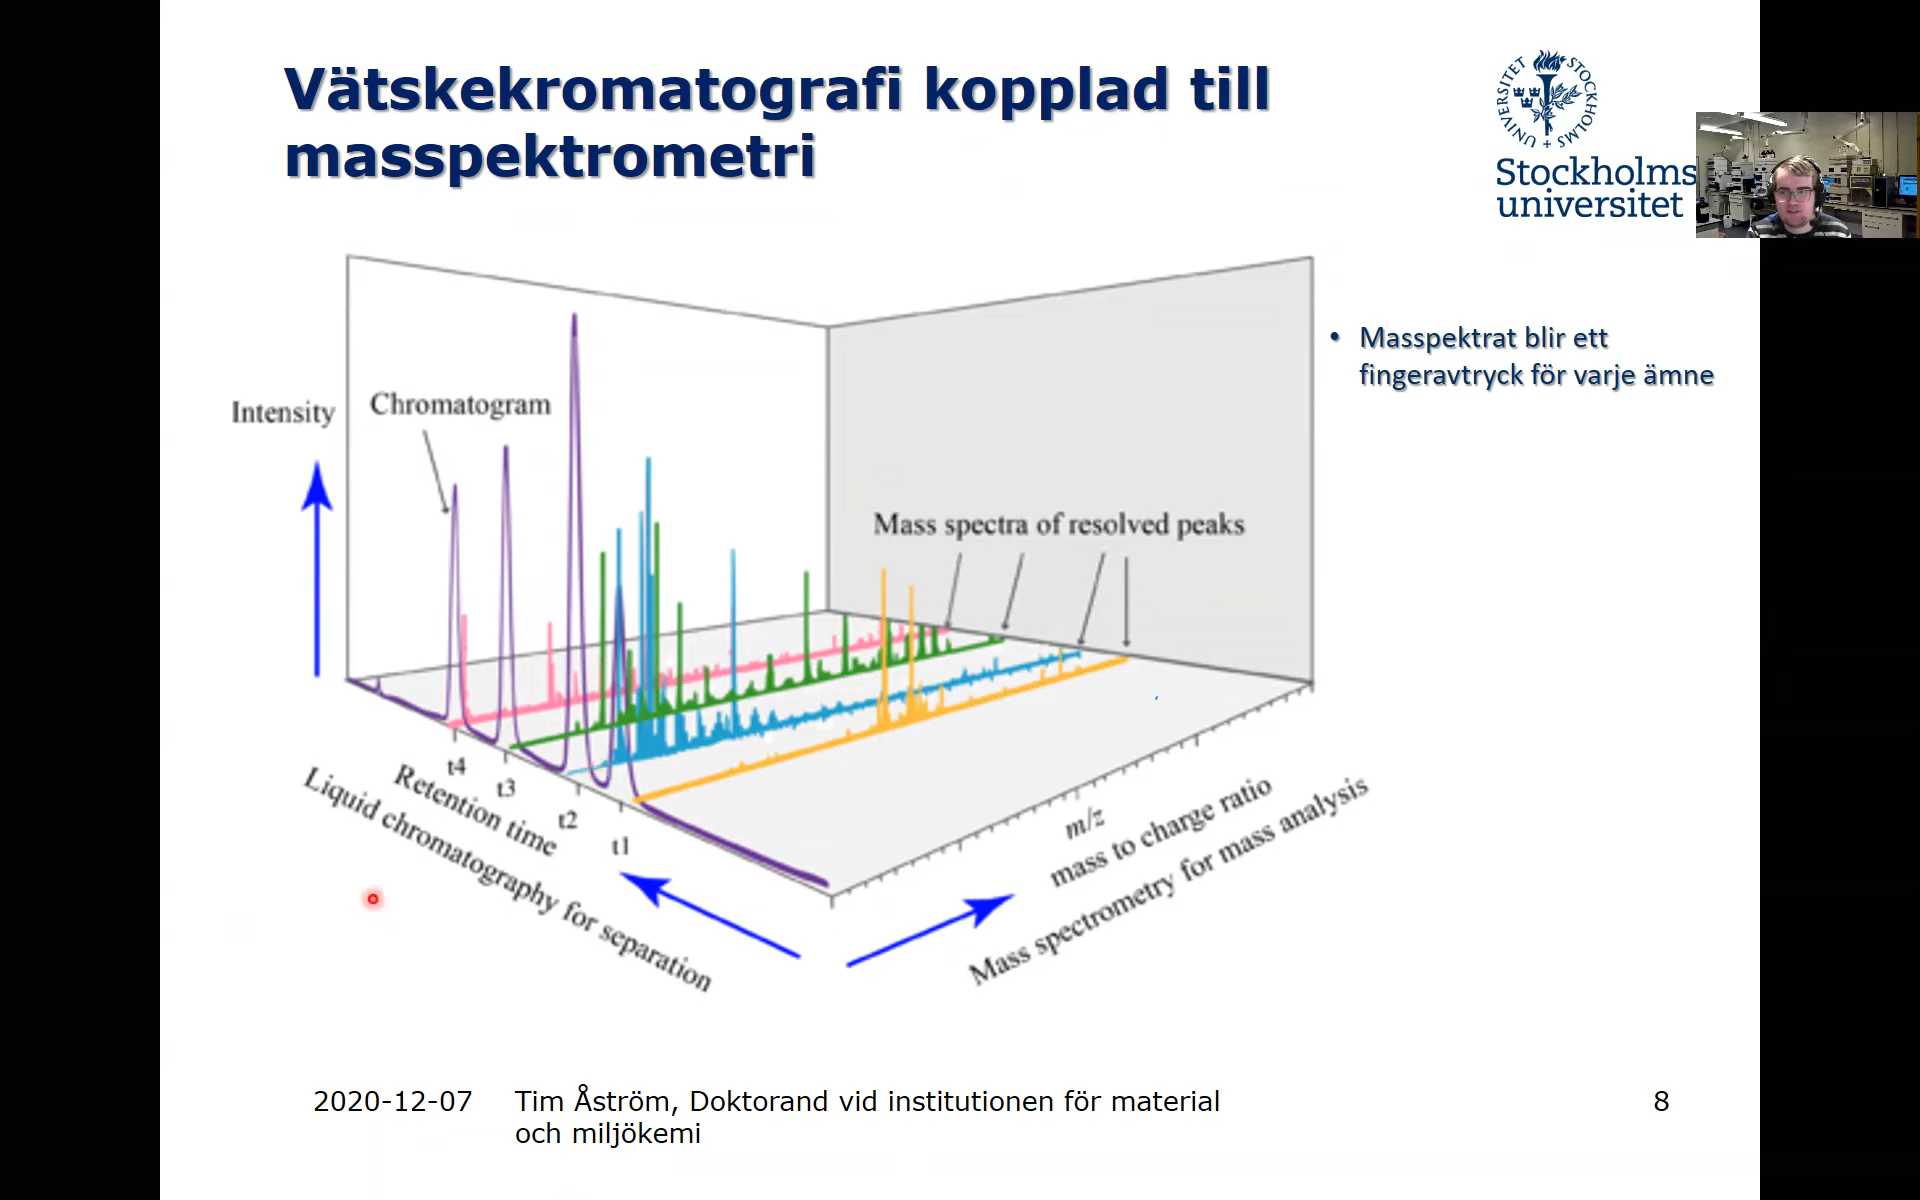 Vätskekromatografi kopplad till
masspektrometri
UNIVERSITET
STOCKHOLMS
Stockholms
universitet
• Masspektrat blir ett
fingeravtryck för varje ämne
Intensity
Chromatogram
Mass spectra of resolved peaks
t4
t3
t2
t1
Retention time
Liquid chromatography for separation
m/z
mass to charge ratio
Mass spectrometry for mass analysis
2020-12-07
Tim Åström, Doktorand vid institutionen för material
och miljökemi
8